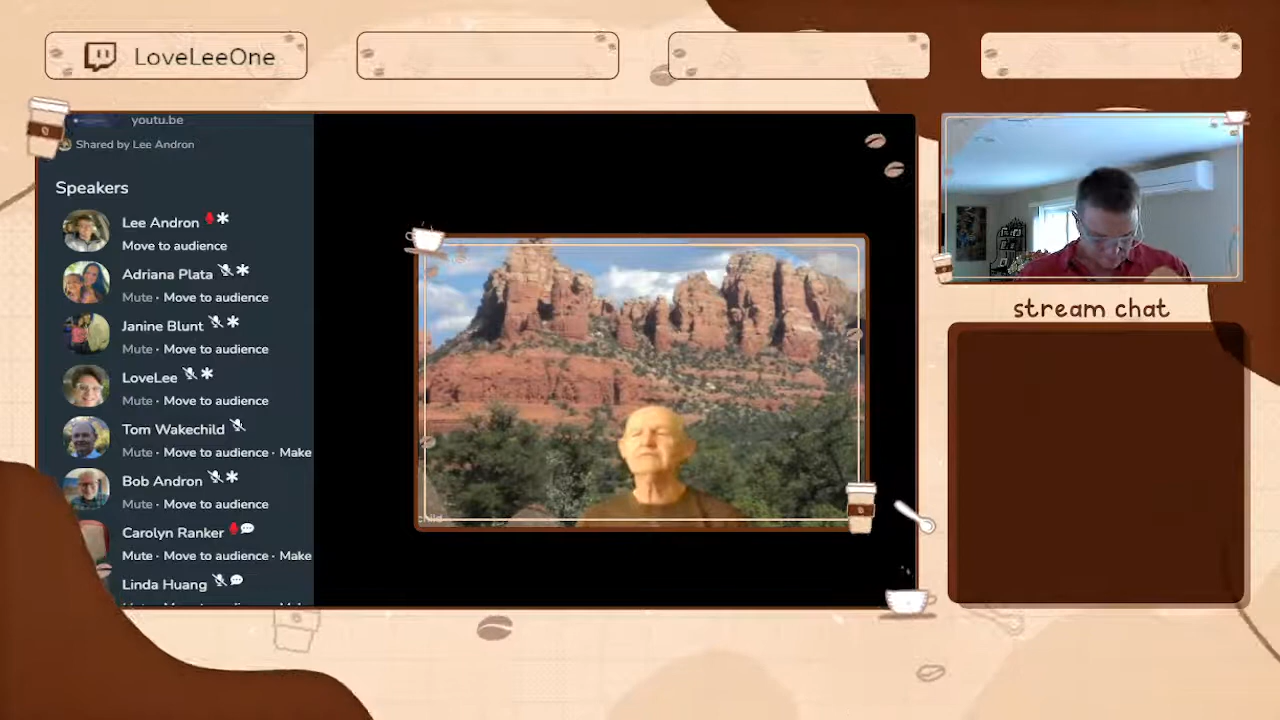 LoveLeeOne
youtu.be
Shared by Lee Andron
Speakers
Lee Andron
Move to audience
Adriana Plata
Mute · Move to audience
Janine Blunt
Mute · Move to audience
LoveLee
Mute · Move to audience
Tom Wakechild
Mute · Move to audience · Make
Bob Andron
Mute · Move to audience
Carolyn Ranker
Mute · Move to audience · Make
Linda Huang
child
stream chat